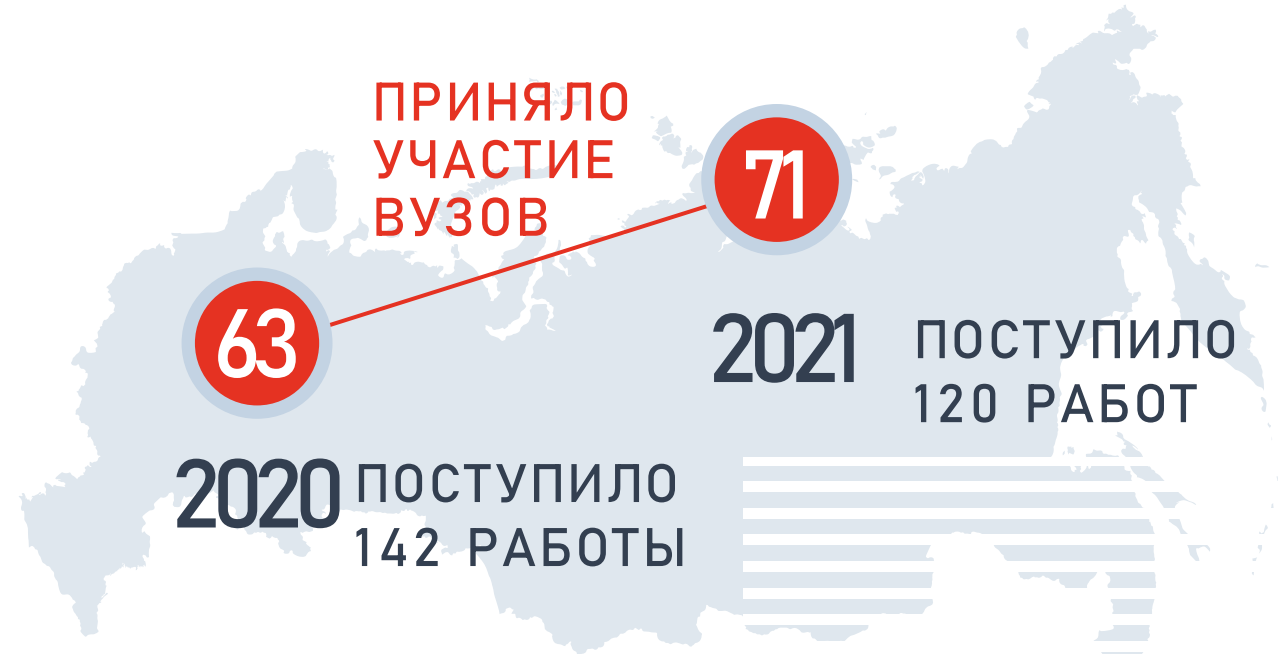 ПРИНЯЛО
УЧАСТИЕ
ВУЗОВ
71
63
2021
ПОСТУПИЛО
120 РАБОТ
2020
ПОСТУПИЛО
142 РАБОТЫ